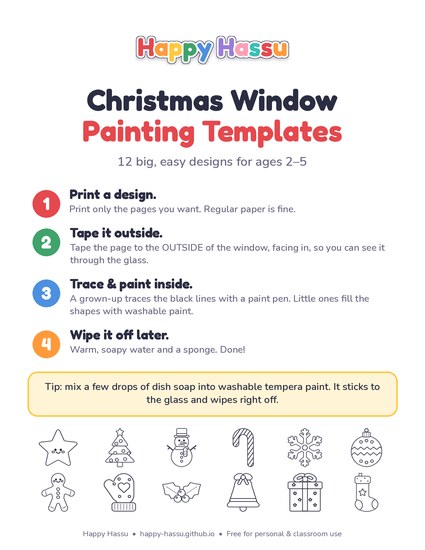 Happy Hassu
Christmas Window
Painting Templates
12 big, easy designs for ages 2–5
1
Print a design.
Print only the pages you want. Regular paper is fine.
2
Tape it outside.
Tape the page to the OUTSIDE of the window, facing in, so you can see it
through the glass.
3
Trace & paint inside.
A grown-up traces the black lines with a paint pen. Little ones fill the
shapes with washable paint.
4
Wipe it off later.
Warm, soapy water and a sponge. Done!
Tip: mix a few drops of dish soap into washable tempera paint. It sticks to
the glass and wipes right off.
Happy Hassu • happy-hassu.github.io • Free for personal & classroom use